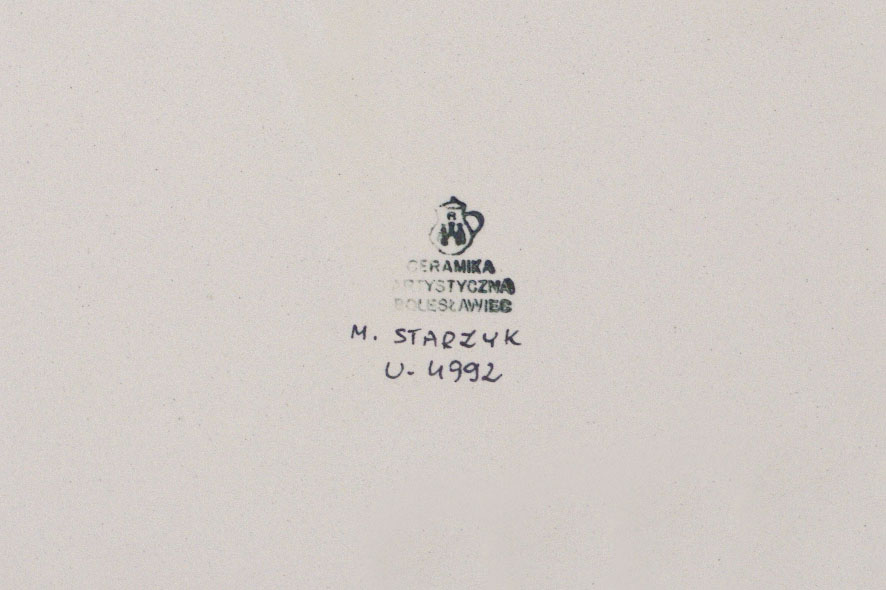 CERAMIKA
ARTYSTYCZNA
BOLESŁAWIEC
M. STARZYK
U-4992